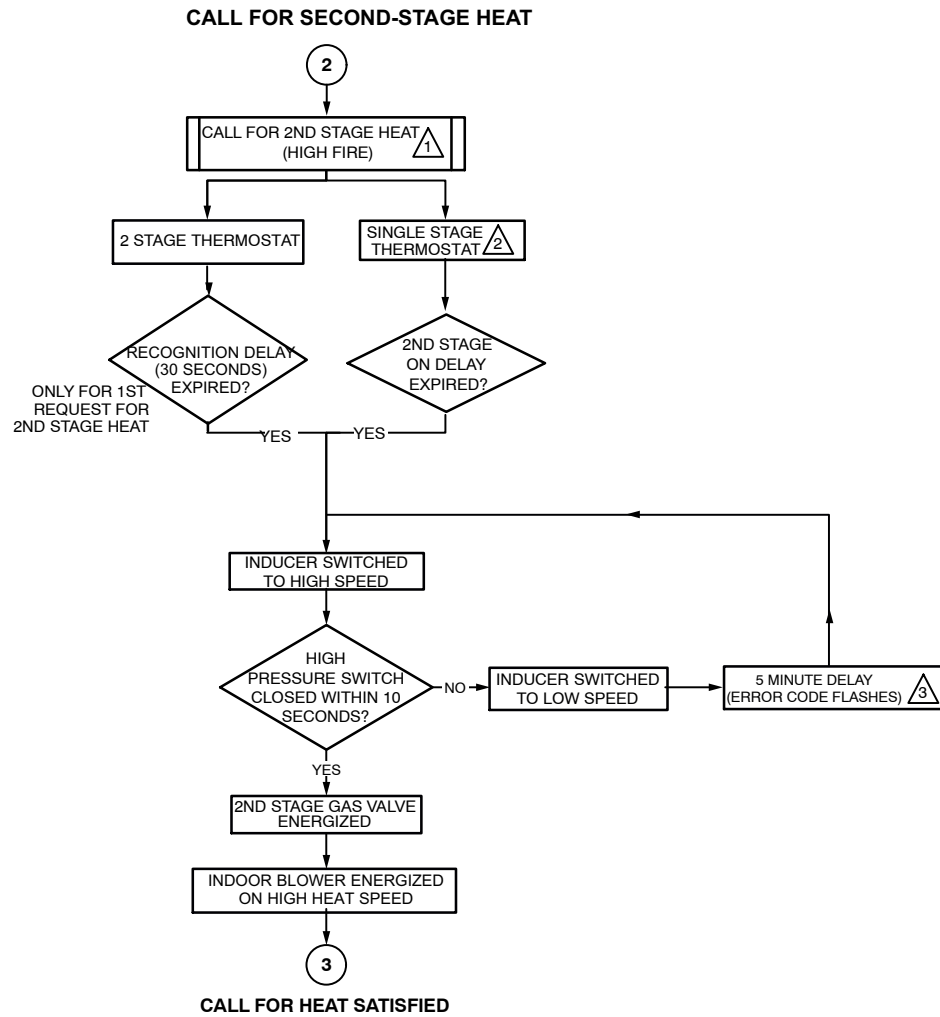 CALL FOR SECOND-STAGE HEAT
2
CALL FOR 2ND STAGE HEAT
(HIGH FIRE)
1
2 STAGE THERMOSTAT
SINGLE STAGE
THERMOSTAT
2
RECOGNITION DELAY
(30 SECONDS)
EXPIRED?
2ND STAGE
ON DELAY
EXPIRED?
ONLY FOR 1ST
REQUEST FOR
2ND STAGE HEAT
YES
YES
INDUCER SWITCHED
TO HIGH SPEED
HIGH
PRESSURE SWITCH
CLOSED WITHIN 10
SECONDS?
NO
INDUCER SWITCHED
TO LOW SPEED
5 MINUTE DELAY
(ERROR CODE FLASHES)
3
YES
2ND STAGE GAS VALVE
ENERGIZED
INDOOR BLOWER ENERGIZED
ON HIGH HEAT SPEED
3
CALL FOR HEAT SATISFIED